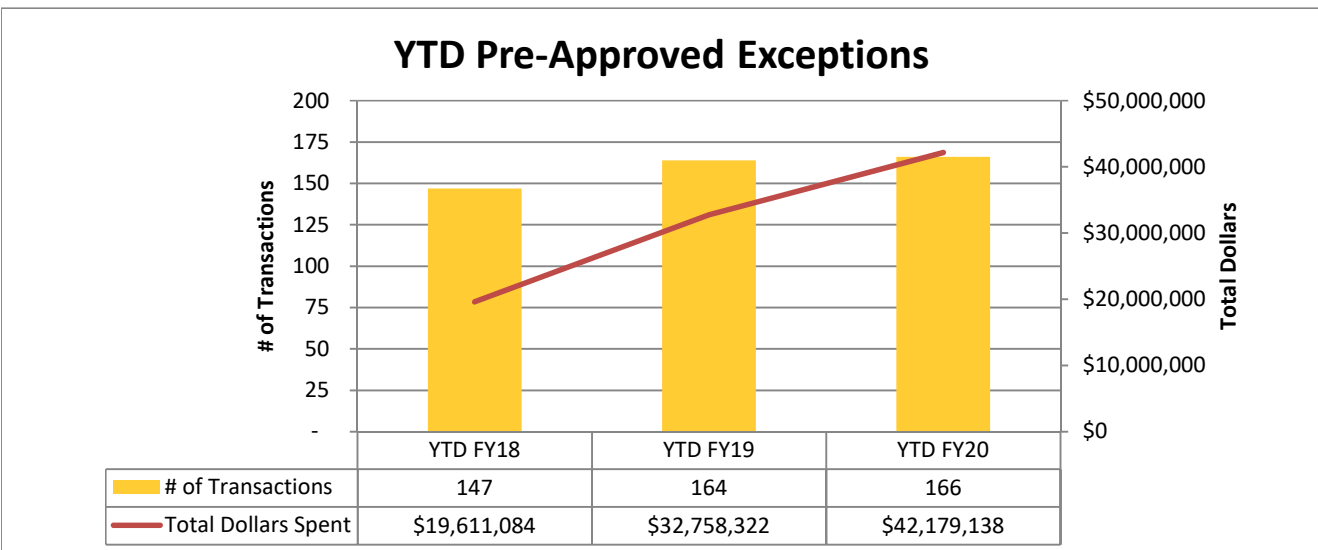 YTD Pre-Approved Exceptions
200
175
150
125
100
75
50
25
-
# of Transactions
$50,000,000
$40,000,000
$30,000,000
$20,000,000
$10,000,000
$0
Total Dollars
YTD FY18 YTD FY19 YTD FY20
# of Transactions 147 164 166
Total Dollars Spent $19,611,084 $32,758,322 $42,179,138